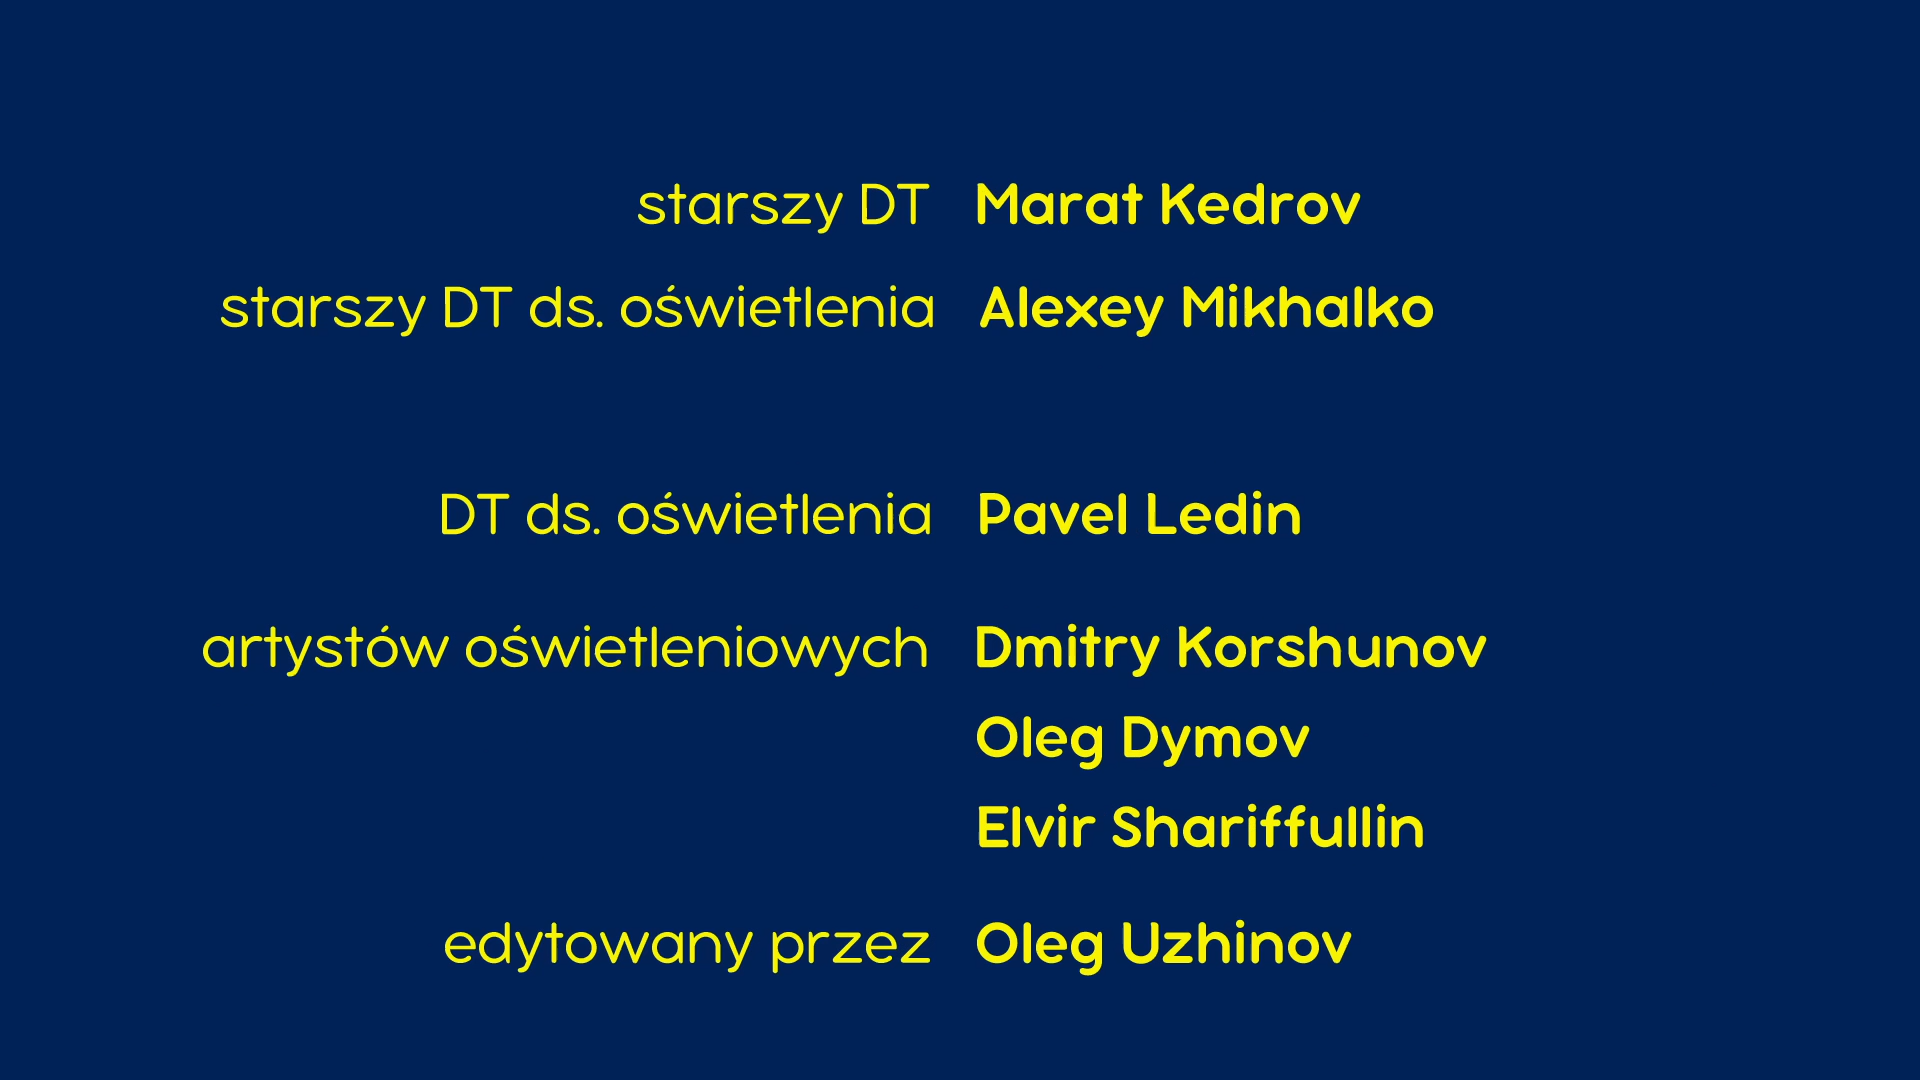 starszy DT Marat Kedrov
starszy DT ds. oświetlenia Alexey Mikhalko
DT ds. oświetlenia Pavel Ledin
artystów oświetleniowych Dmitry Korshunov
Oleg Dymov
Elvir Shariffullin
edytowany przez Oleg Uzhinov